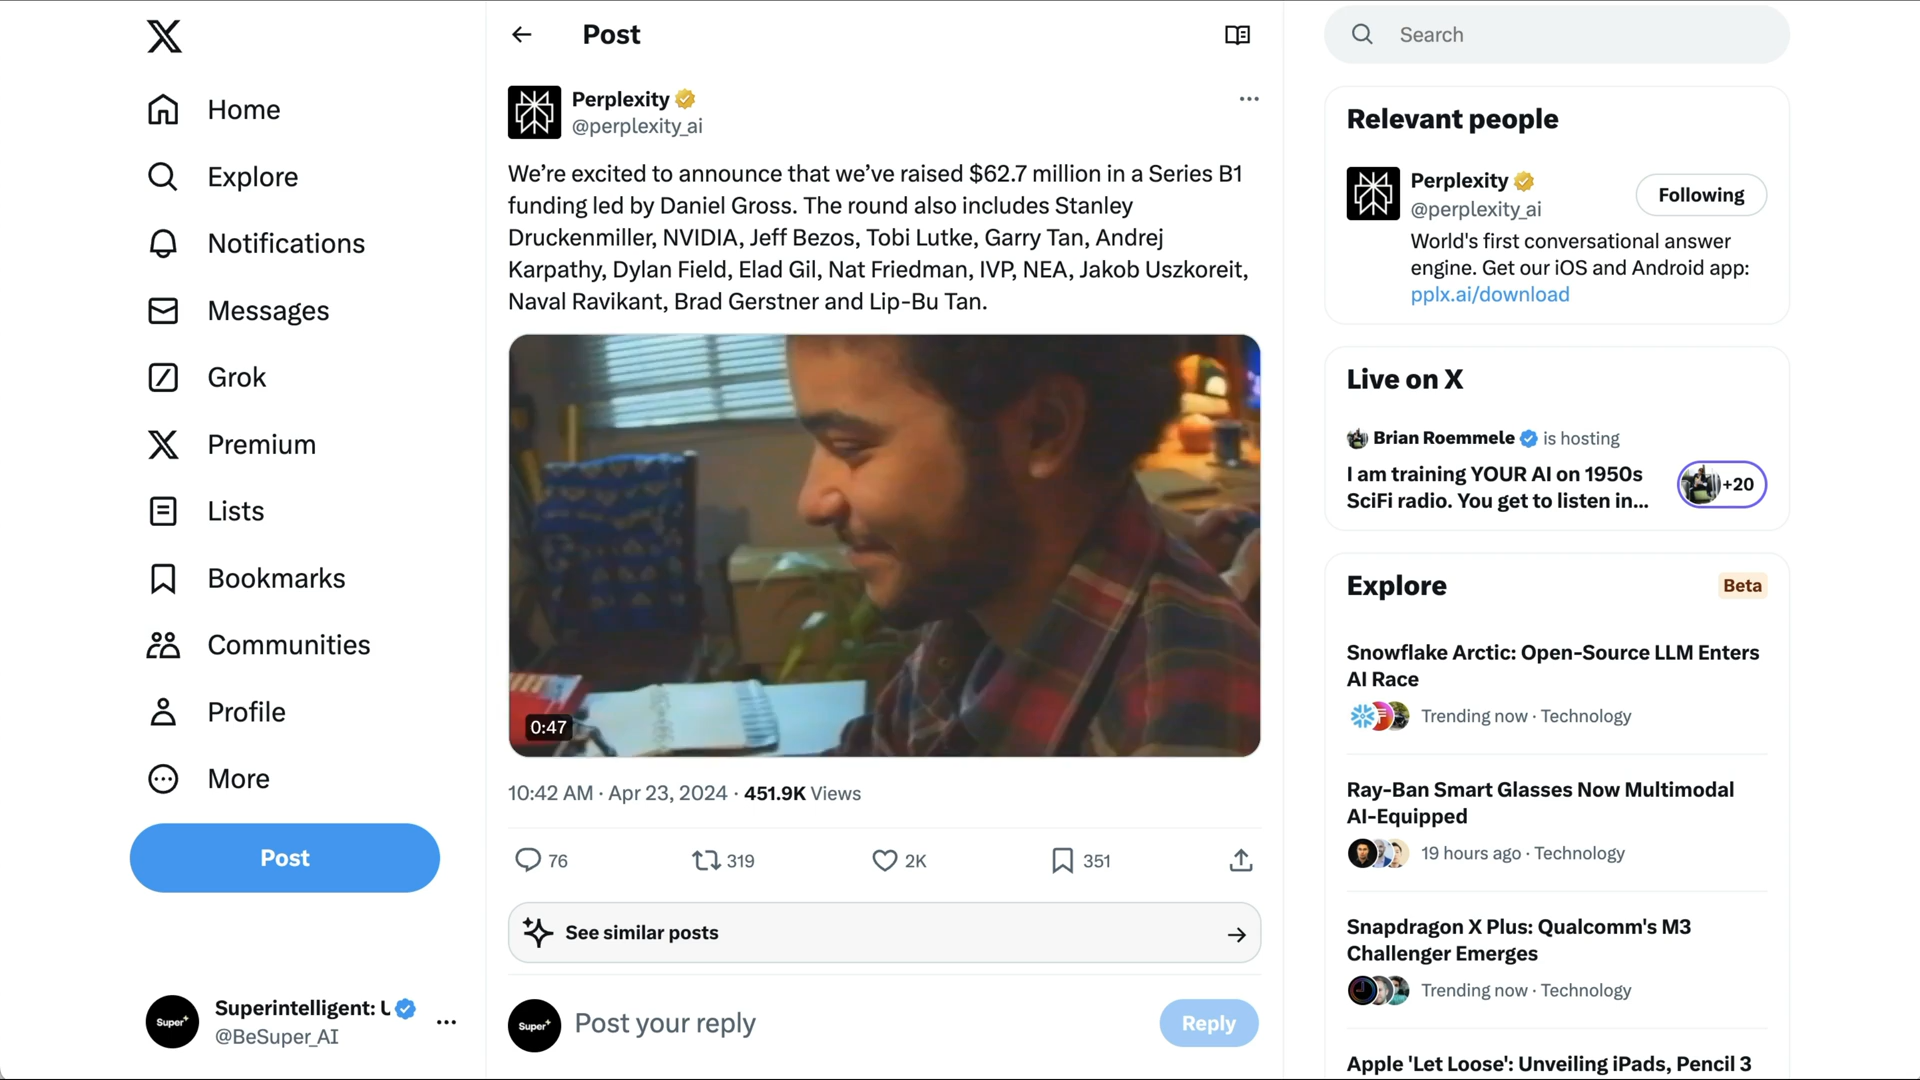 Home
Explore
Notifications
Messages
Grok
Premium
Lists
Bookmarks
Communities
Profile
More
Post
Super+
Superintelligent: U
@BeSuper_AI
Post
Perplexity
@perplexity_ai
We’re excited to announce that we’ve raised $62.7 million in a Series B1
funding led by Daniel Gross. The round also includes Stanley
Druckenmiller, NVIDIA, Jeff Bezos, Tobi Lutke, Garry Tan, Andrej
Karpathy, Dylan Field, Elad Gil, Nat Friedman, IVP, NEA, Jakob Uszkoreit,
Naval Ravikant, Brad Gerstner and Lip-Bu Tan.
0:47
10:42 AM · Apr 23, 2024 · 451.9K Views
76 319 2K 351
See similar posts
Super+
Post your reply
Reply
Search
Relevant people
Perplexity
@perplexity_ai
Following
World's first conversational answer
engine. Get our iOS and Android app:
pplx.ai/download
Live on X
Brian Roemmele is hosting
I am training YOUR AI on 1950s
SciFi radio. You get to listen in...
+20
Explore
Beta
Snowflake Arctic: Open-Source LLM Enters
AI Race
Trending now · Technology
Ray-Ban Smart Glasses Now Multimodal
AI-Equipped
19 hours ago · Technology
Snapdragon X Plus: Qualcomm's M3
Challenger Emerges
Trending now · Technology
Apple 'Let Loose': Unveiling iPads, Pencil 3